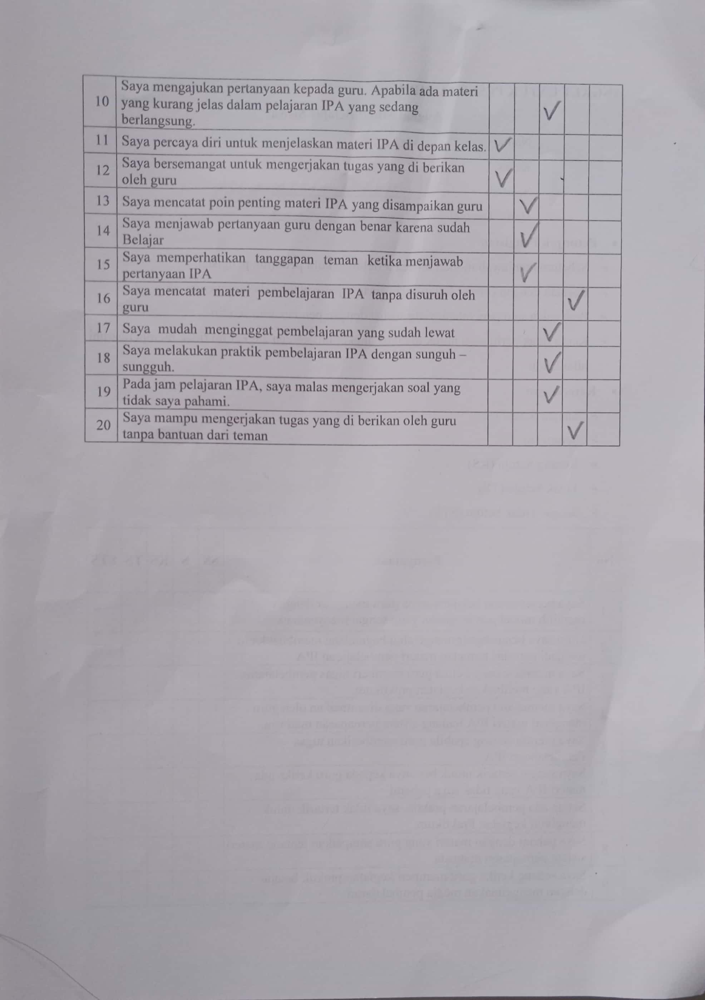 10 Saya mengajukan pertanyaan kepada guru. Apabila ada materi
yang kurang jelas dalam pelajaran IPA yang sedang
berlangsung. √
11 Saya percaya diri untuk menjelaskan materi IPA di depan kelas. √
12 Saya bersemangat untuk mengerjakan tugas yang di berikan
oleh guru √
13 Saya mencatat poin penting materi IPA yang disampaikan guru √
14 Saya menjawab pertanyaan guru dengan benar karena sudah
Belajar √
15 Saya memperhatikan tanggapan teman ketika menjawab
pertanyaan IPA √
16 Saya mencatat materi pembelajaran IPA tanpa disuruh oleh
guru √
17 Saya mudah menginggat pembelajaran yang sudah lewat √
18 Saya melakukan praktik pembelajaran IPA dengan sunguh –
sungguh. √
19 Pada jam pelajaran IPA, saya malas mengerjakan soal yang
tidak saya pahami. √
20 Saya mampu mengerjakan tugas yang di berikan oleh guru
tanpa bantuan dari teman √